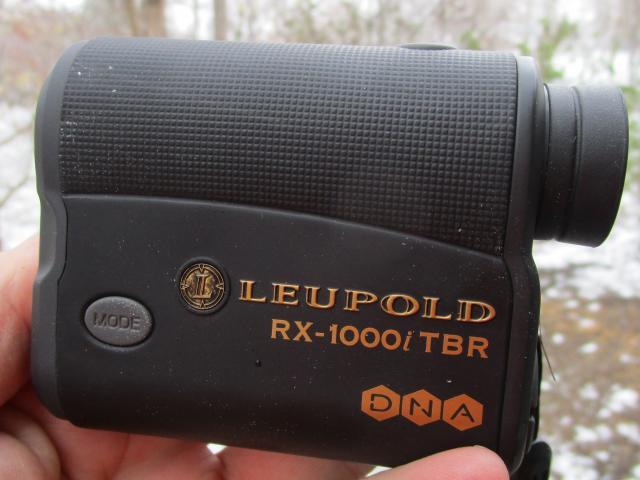 MODE
L
LEUPOLD
RX-1000i TBR
DNA